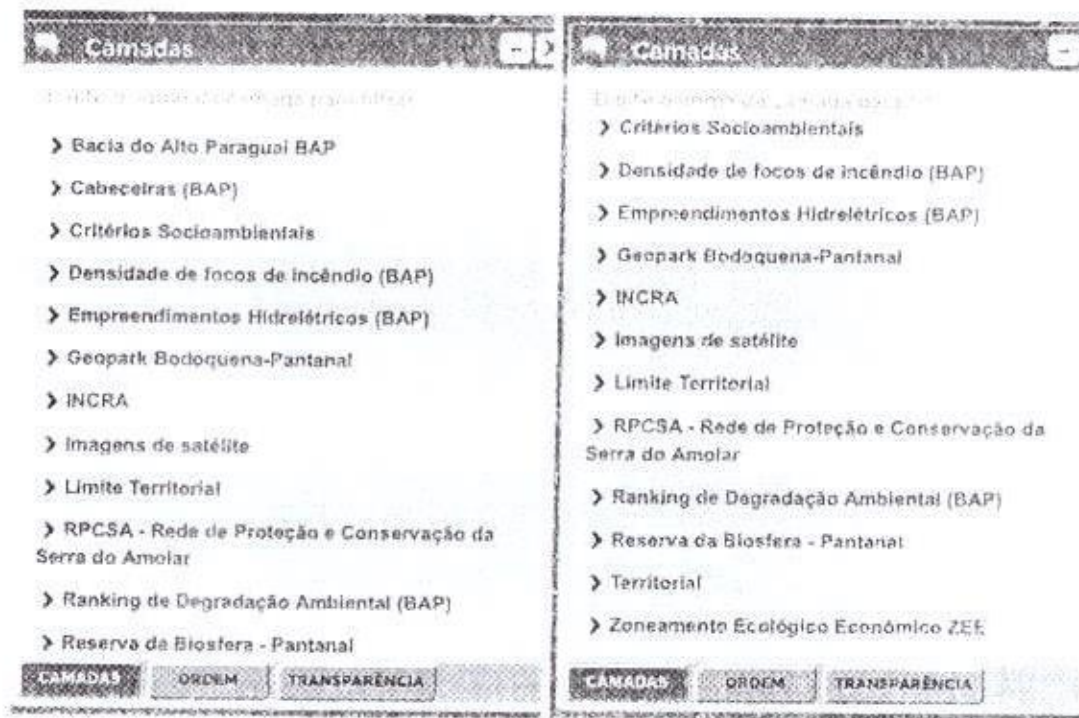 Camadas
Bacia do Alto Paraguai BAP
Cabeceiras (BAP)
Critérios Socioambientais
Densidade de focos de incêndio (BAP)
Empreendimentos Hidrelétricos (BAP)
Geopark Bodoquena-Pantanal
INCRA
Imagens de satélite
Limite Territorial
RPCSA - Rede de Proteção e Conservação da
Serra do Amolar
Ranking de Degradação Ambiental (BAP)
Reserva da Biosfera - Pantanal
CAMADAS
ORDEM
TRANSPARÊNCIA
Camadas
Critérios Socioambientais
Densidade de focos de incêndio (BAP)
Empreendimentos Hidrelétricos (BAP)
Geopark Bodoquena-Pantanal
INCRA
Imagens de satélite
Limite Territorial
RPCSA - Rede de Proteção e Conservação da
Serra do Amolar
Ranking de Degradação Ambiental (BAP)
Reserva da Biosfera - Pantanal
Territorial
Zoneamento Ecológico Econômico ZEE
CAMADAS
ORDEM
TRANSPARÊNCIA